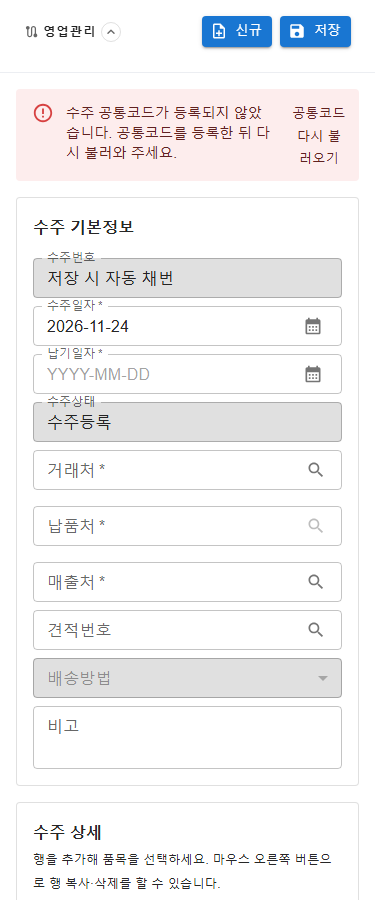 영업관리
신규
저장
수주 공통코드가 등록되지 않았
습니다. 공통코드를 등록한 뒤 다
시 불러와 주세요.
공통코드
다시 불
러오기
수주 기본정보
수주번호
저장 시 자동 채번
수주일자 *
2026-11-24
납기일자 *
YYYY-MM-DD
수주상태
수주등록
거래처 *
납품처 *
매출처 *
견적번호
배송방법
비고
수주 상세
행을 추가해 품목을 선택하세요. 마우스 오른쪽 버튼으
로 행 복사·삭제를 할 수 있습니다.